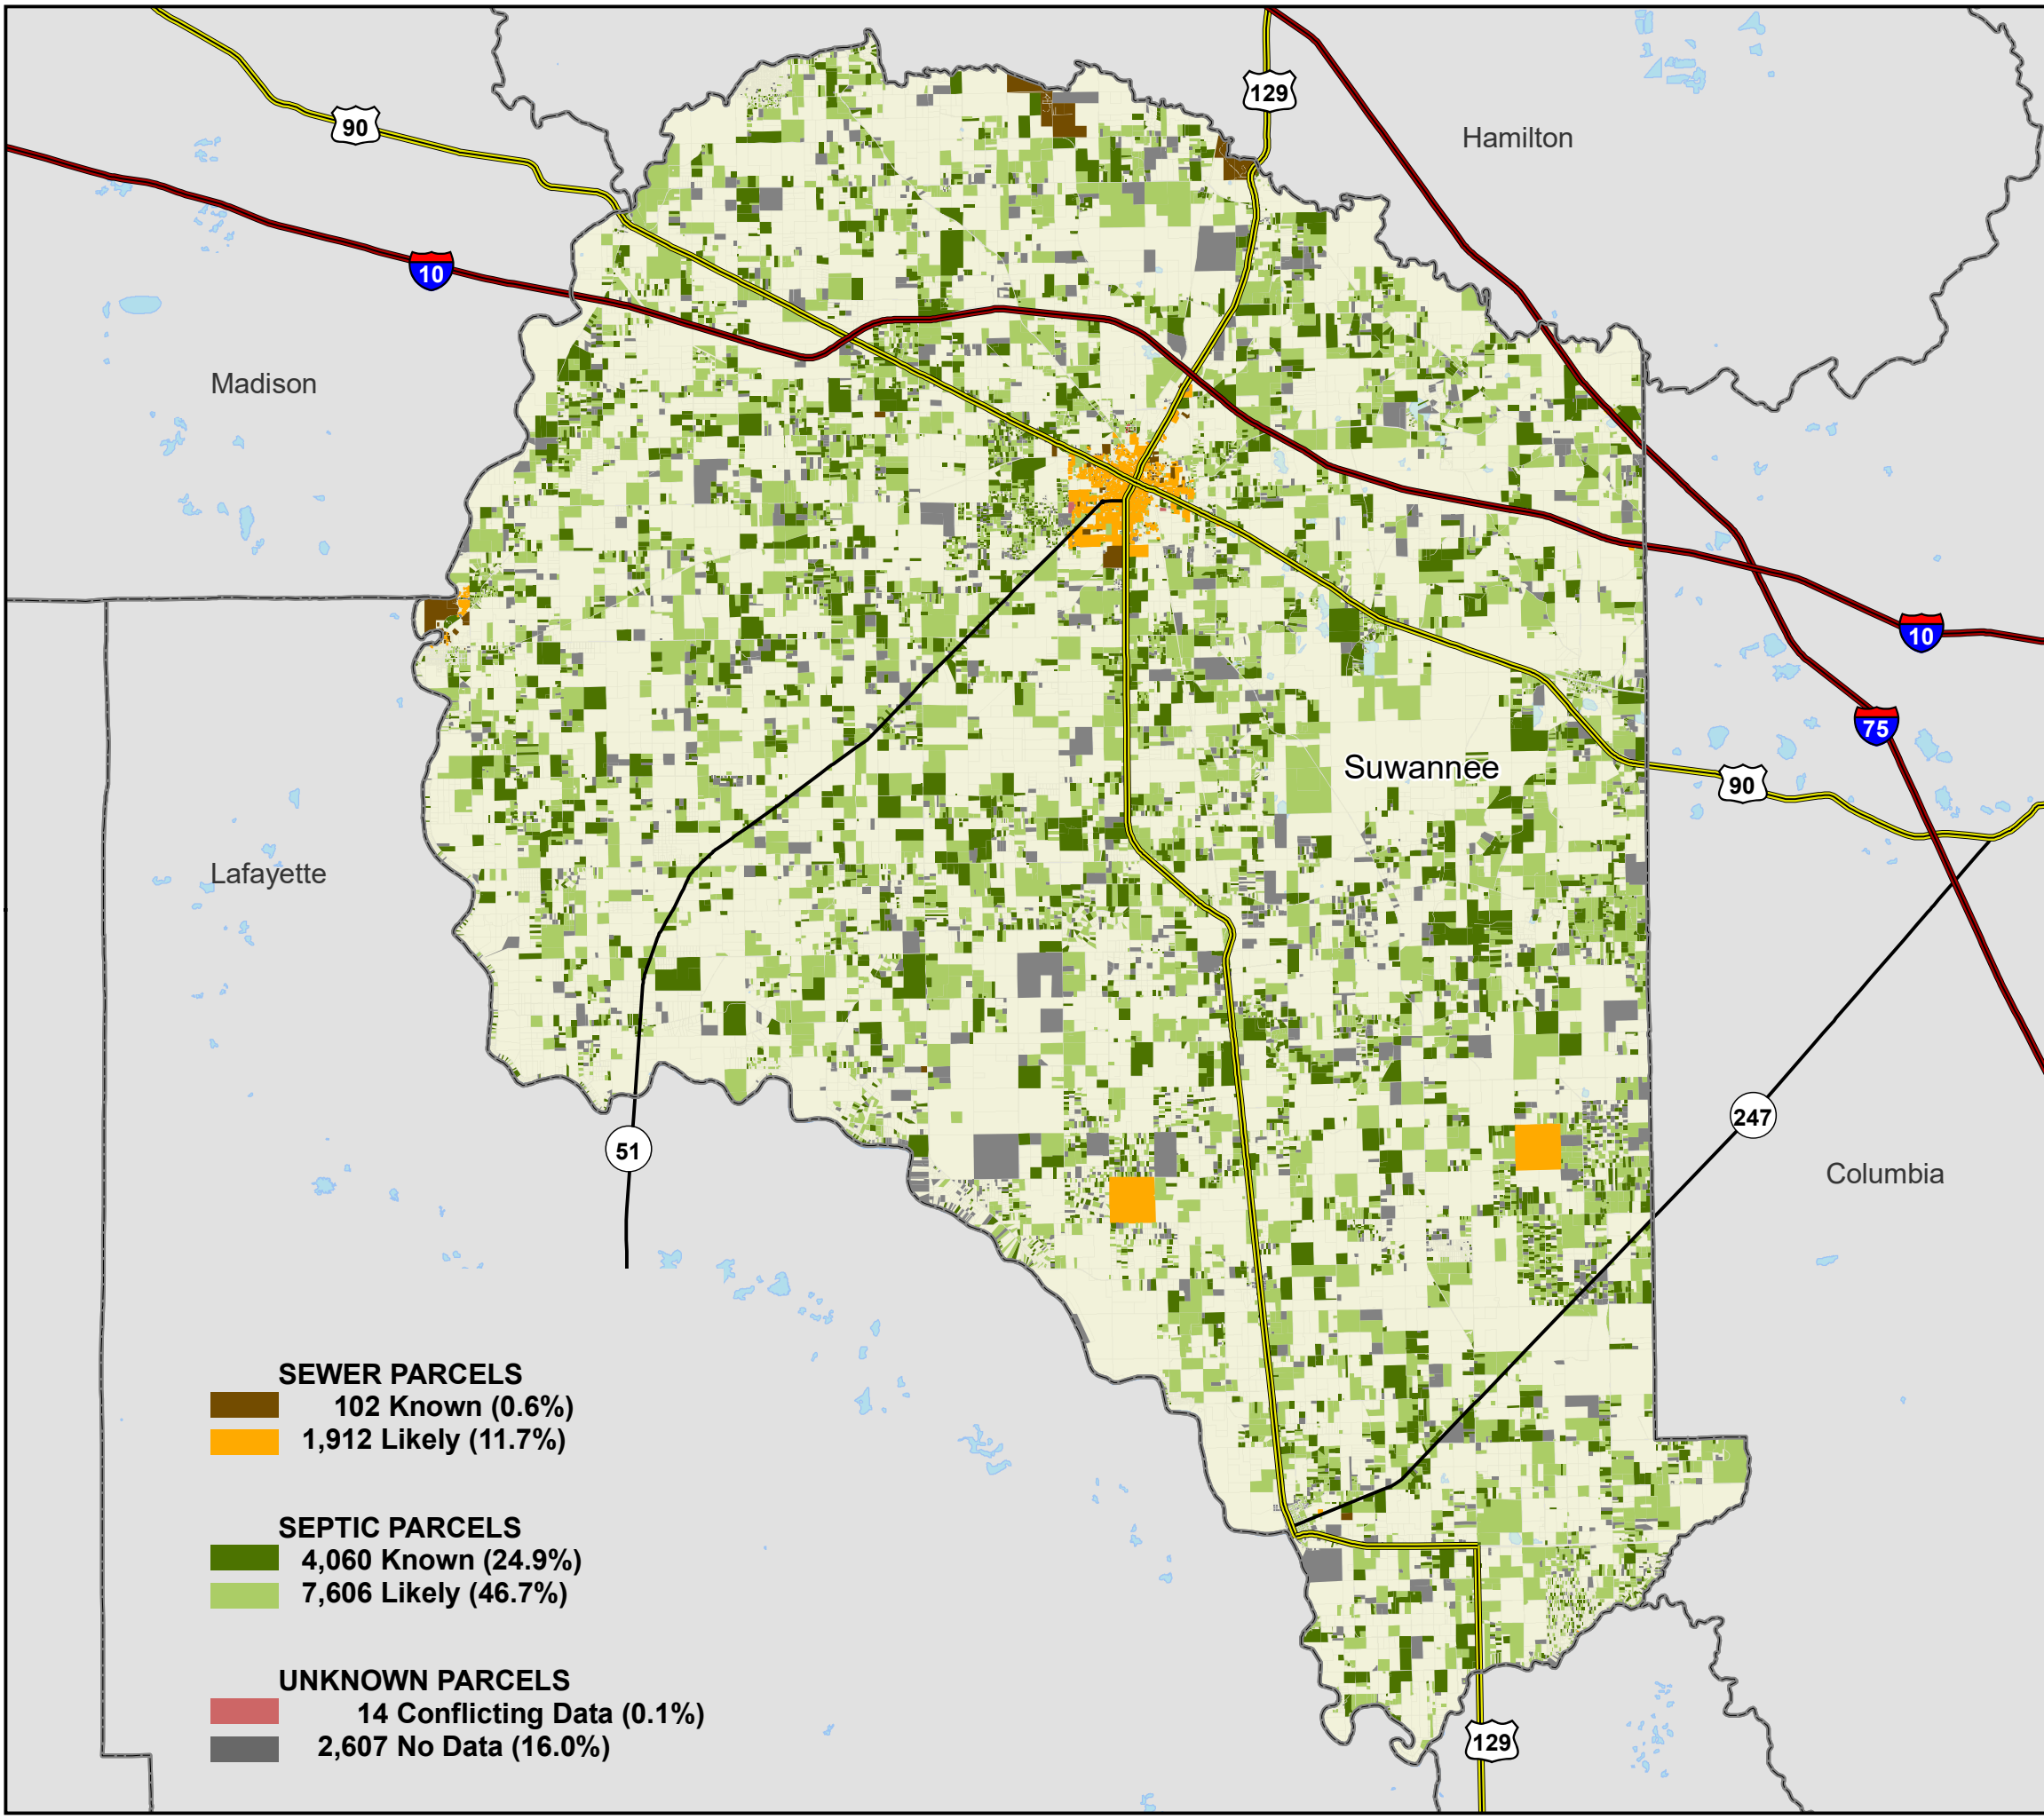 129
Hamilton
90
10
Madison
10
75
Suwannee
90
Lafayette
247
51
Columbia
SEWER PARCELS
102 Known (0.6%)
1,912 Likely (11.7%)
SEPTIC PARCELS
4,060 Known (24.9%)
7,606 Likely (46.7%)
UNKNOWN PARCELS
14 Conflicting Data (0.1%)
2,607 No Data (16.0%)
129